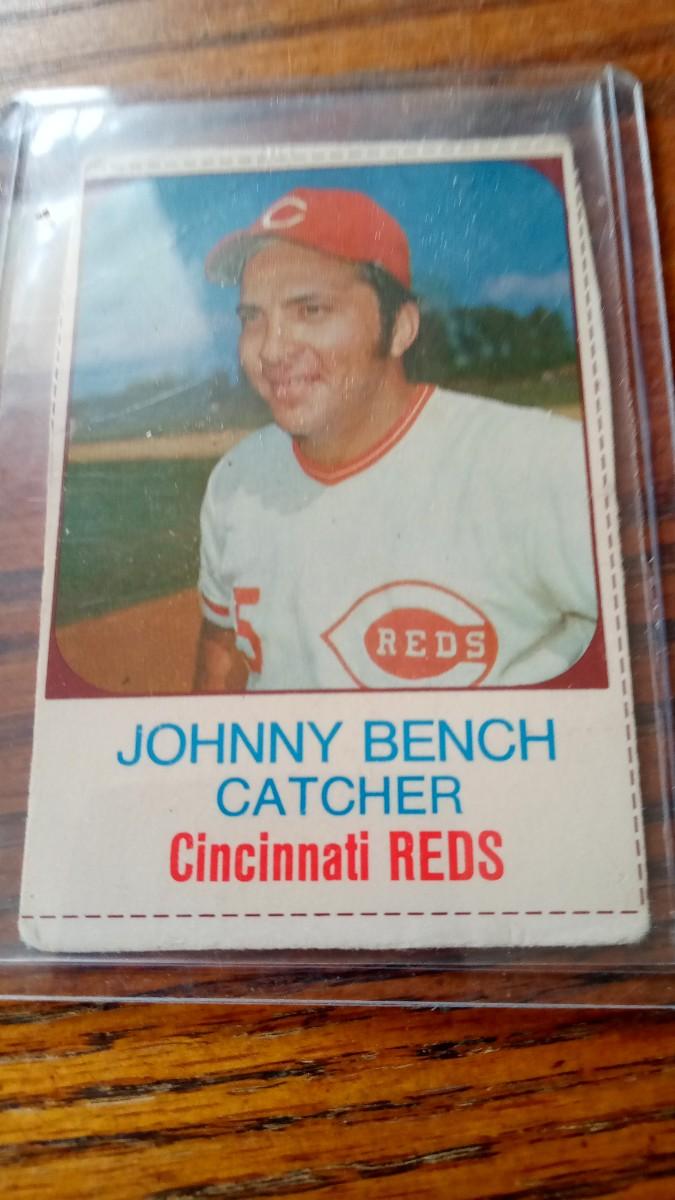 C
5
REDS
JOHNNY BENCH
CATCHER
Cincinnati REDS